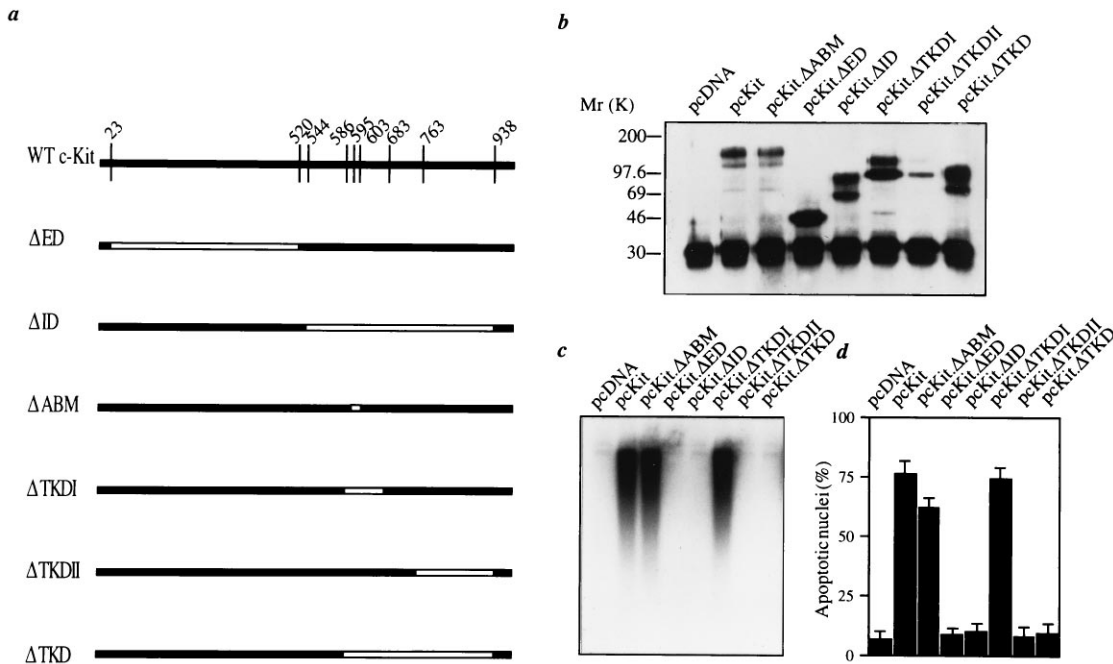 a
23 520 544 586 595 603 683 763 938
WT c-Kit
ΔED
ΔID
ΔABM
ΔTKDI
ΔTKDII
ΔTKD
b
pcDNA pcKit pcKit.ΔABM pcKit.ΔED pcKit.ΔID pcKit.ΔTKDI pcKit.ΔTKDII pcKit.ΔTKD
Mr (K)
200
97.6
69
46
30
c
pcDNA pcKit pcKit.ΔABM pcKit.ΔED pcKit.ΔID pcKit.ΔTKDI pcKit.ΔTKDII pcKit.ΔTKD
d
pcDNA pcKit pcKit.ΔABM pcKit.ΔED pcKit.ΔID pcKit.ΔTKDI pcKit.ΔTKDII pcKit.ΔTKD
Apoptotic nuclei (%)
100
75
50
25
0